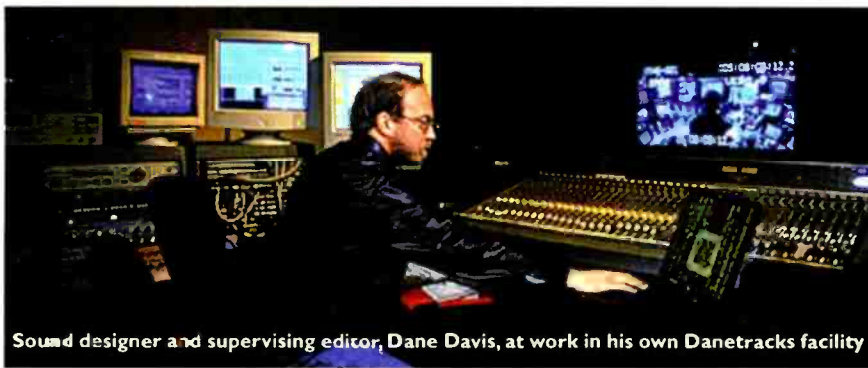 Sound designer and supervising editor, Dane Davis, at work in his own Danetracks facility